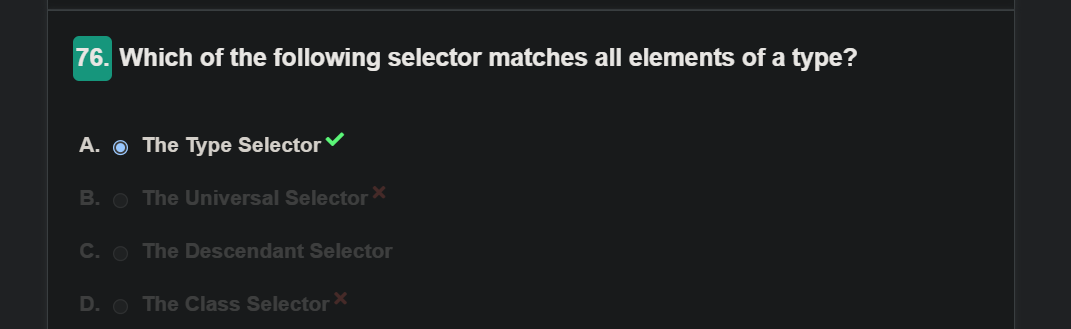 76. Which of the following selector matches all elements of a type?
A. The Type Selector
B. The Universal Selector
C. The Descendant Selector
D. The Class Selector